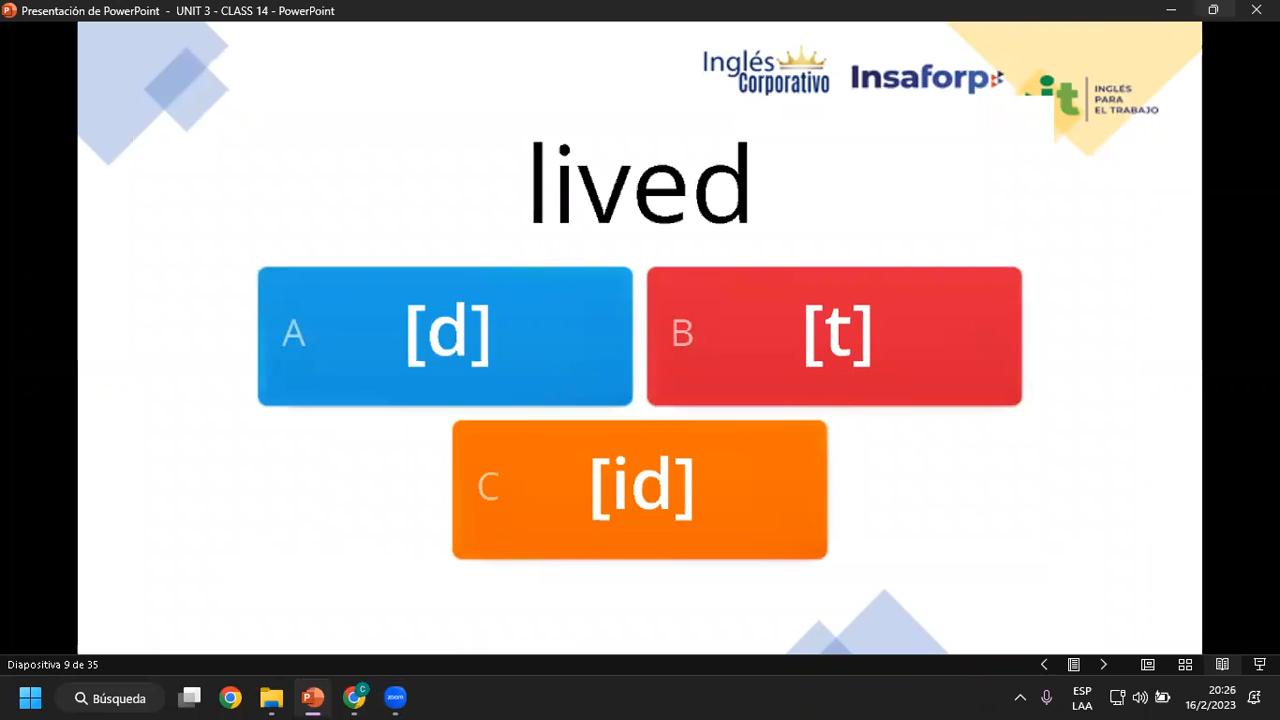 Presentación de PowerPoint - UNIT 3 - CLASS 14 - PowerPoint
Inglés
Corporativo
Insaforp
it
INGLÉS
PARA
EL TRABAJO
lived
A [d]
B [t]
C [id]
Diapositiva 9 de 35
Búsqueda
ESP
LAA
20:26
16/2/2023